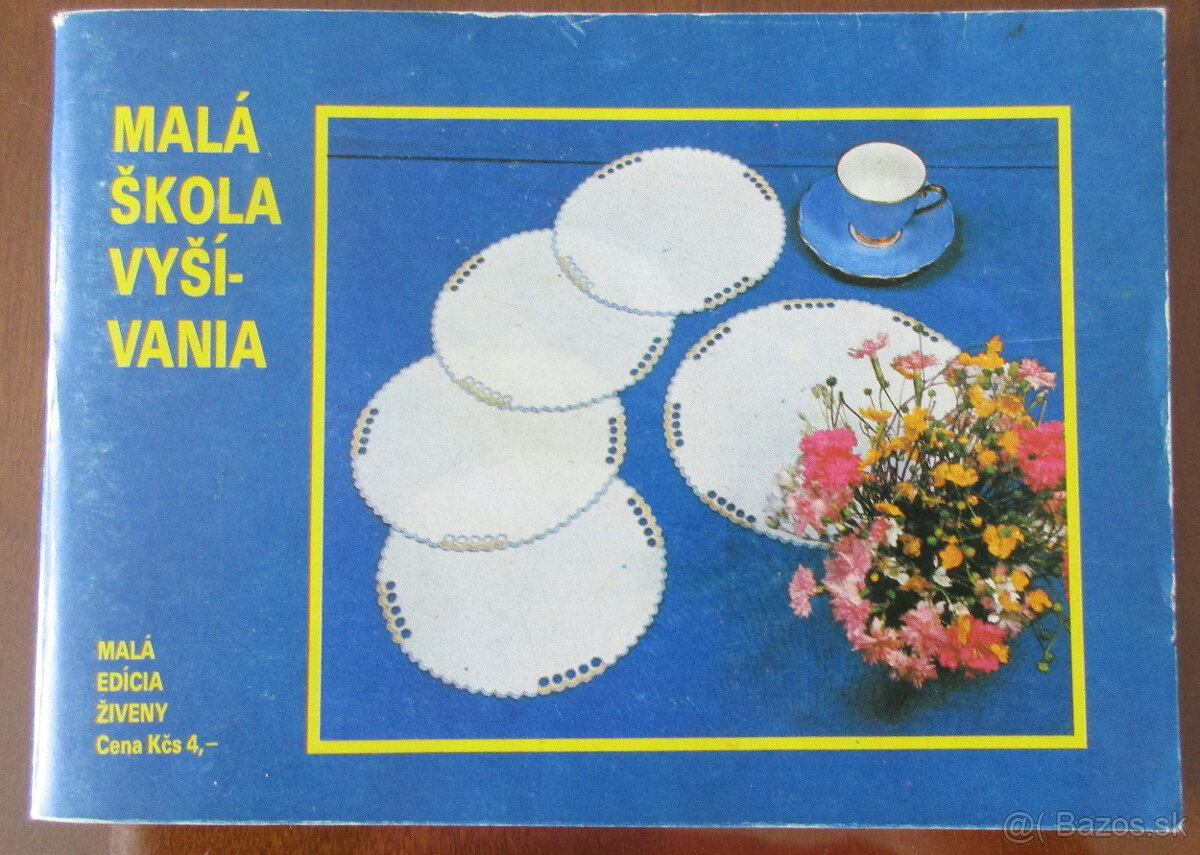 MALÁ
ŠKOLA
VYŠÍ-
VANIA
MALÁ
EDÍCIA
ŽIVENY
Cena Kčs 4,–
@( Bazos.sk